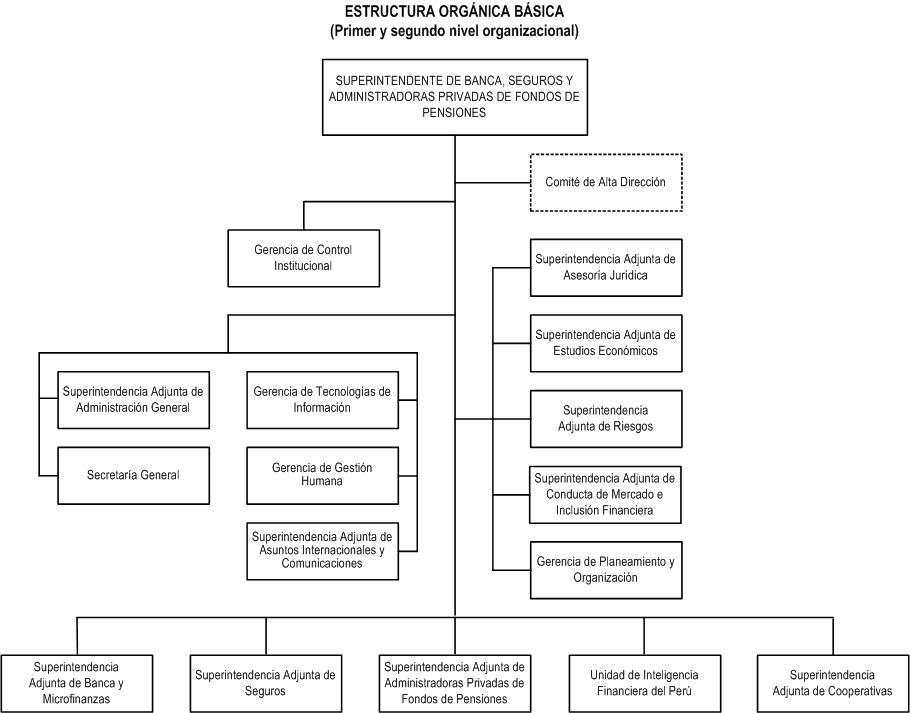 ESTRUCTURA ORGÁNICA BÁSICA
(Primer y segundo nivel organizacional)
SUPERINTENDENTE DE BANCA, SEGUROS Y
ADMINISTRADORAS PRIVADAS DE FONDOS DE
PENSIONES
Comité de Alta Dirección
Gerencia de Control
Institucional
Superintendencia Adjunta de
Asesoría Jurídica
Superintendencia Adjunta de
Estudios Económicos
Superintendencia Adjunta de
Administración General
Gerencia de Tecnologías de
Información
Superintendencia
Adjunta de Riesgos
Secretaría General
Gerencia de Gestión
Humana
Superintendencia Adjunta de
Conducta de Mercado e
Inclusión Financiera
Superintendencia Adjunta de
Asuntos Internacionales y
Comunicaciones
Gerencia de Planeamiento y
Organización
Superintendencia
Adjunta de Banca y
Microfinanzas
Superintendencia Adjunta de
Seguros
Superintendencia Adjunta de
Administradoras Privadas de
Fondos de Pensiones
Unidad de Inteligencia
Financiera del Perú
Superintendencia
Adjunta de Cooperativas